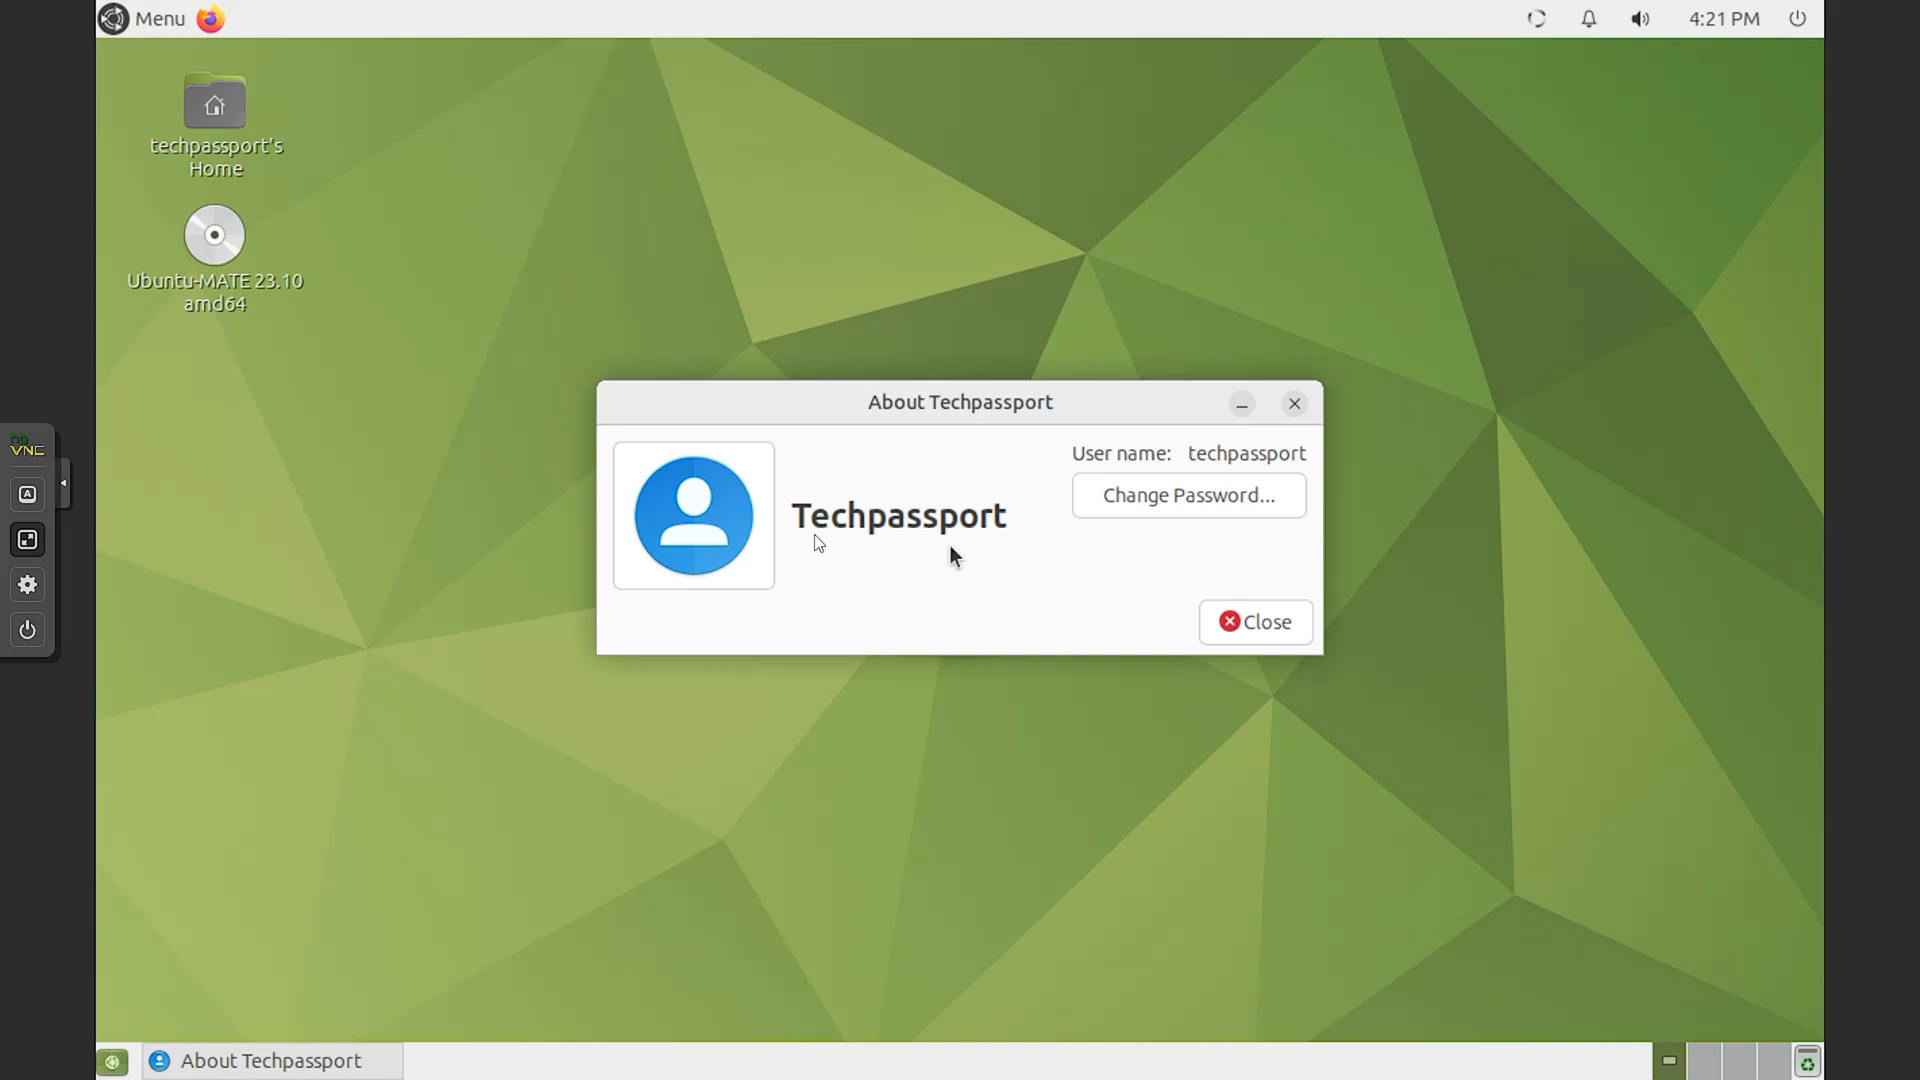 Menu
4:21 PM
techpassport's
Home
Ubuntu-MATE 23.10
amd64
About Techpassport
User name: techpassport
Change Password...
Techpassport
Close
no
VNC
A
About Techpassport